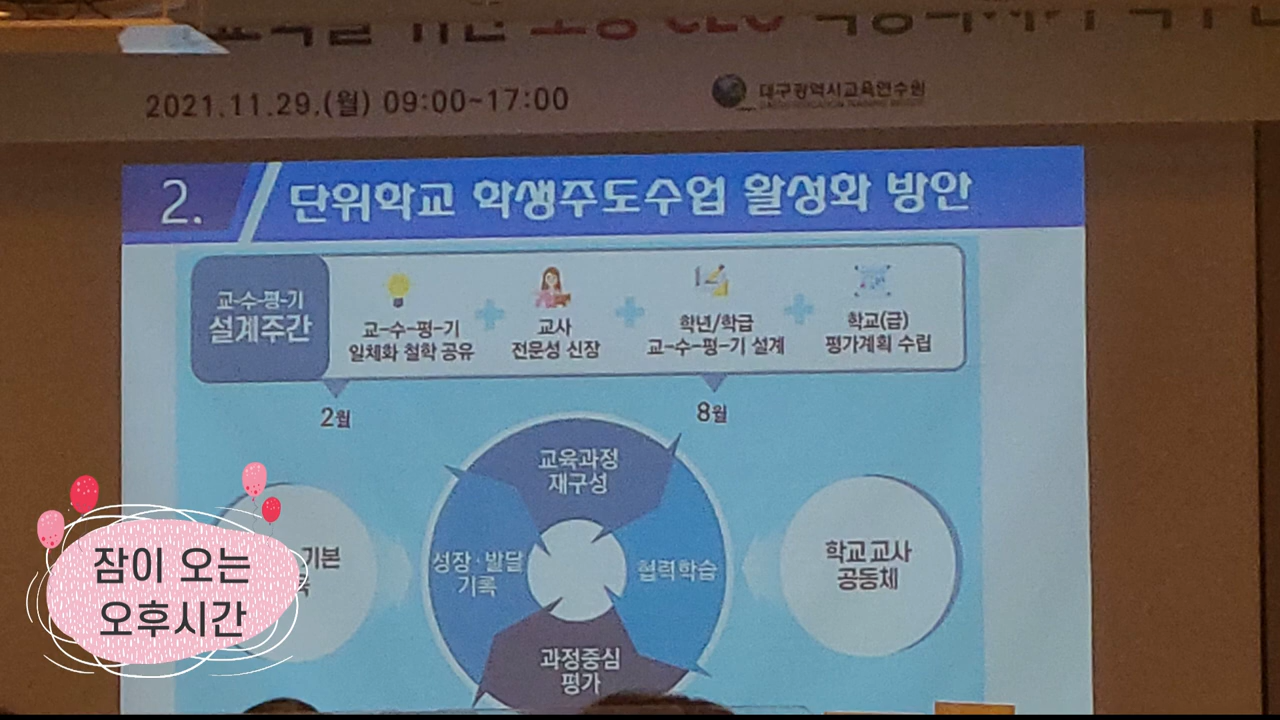 2021.11.29.(월) 09:00~17:00
대구광역시교육연수원
2. 단위학교 학생주도수업 활성화 방안
교-수-평-기
설계주간
교-수-평-기
일체화 철학 공유
교사
전문성 신장
학년/학급
교-수-평-기 설계
학교(급)
평가계획 수립
2월
8월
교육과정
재구성
성장·발달
기록
협력학습
과정중심
평가
기본
학교 교사
공동체
잠이 오는
오후시간